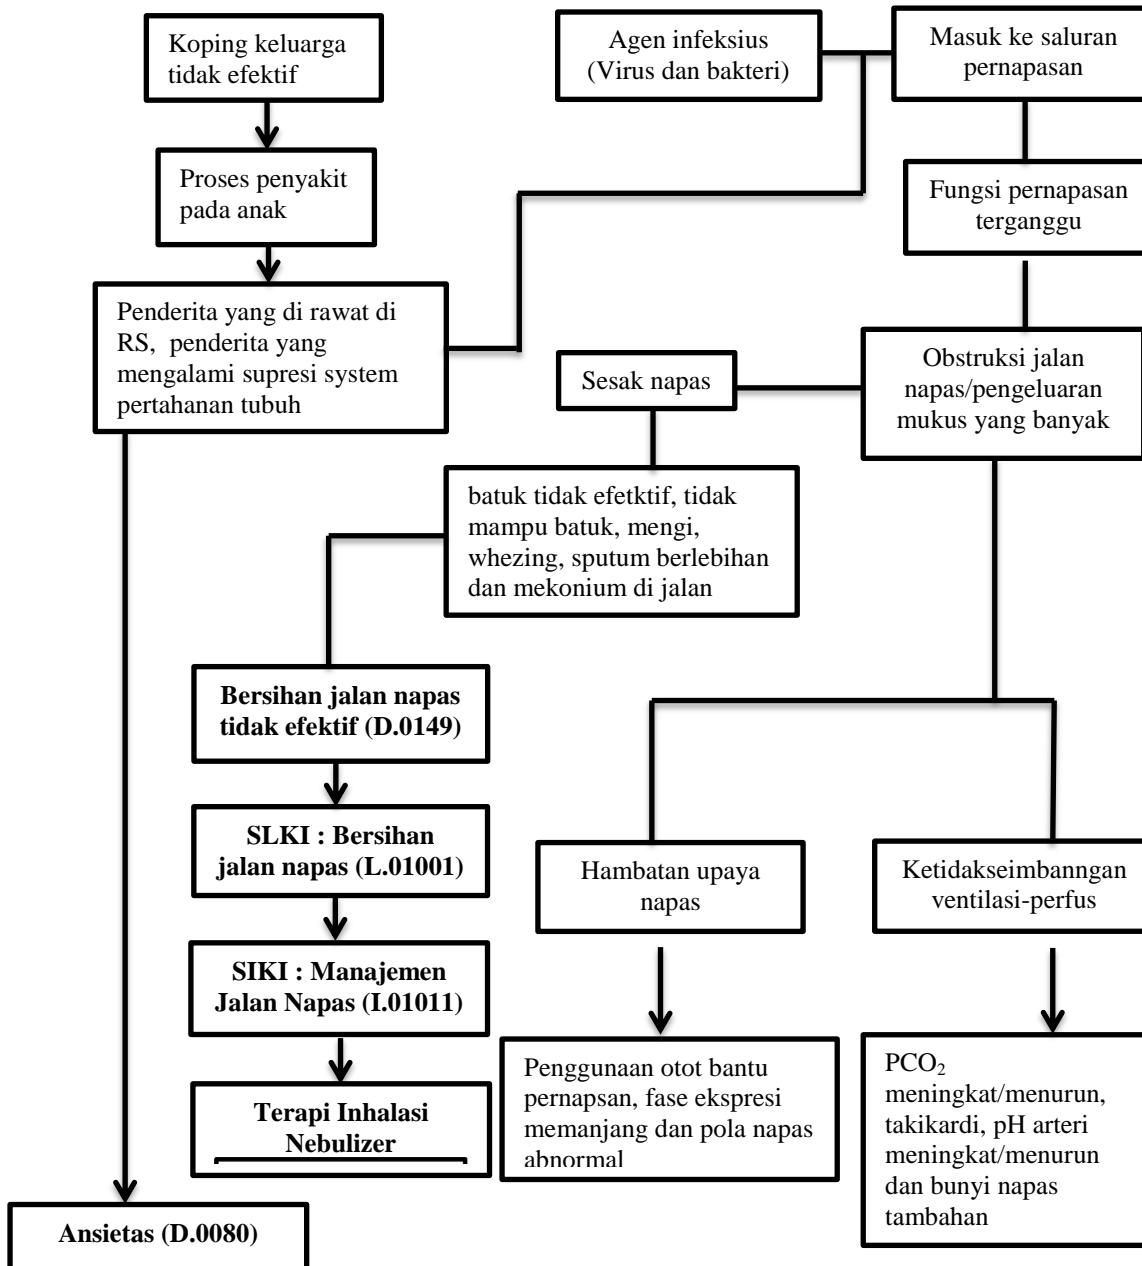 Koping keluarga
tidak efektif
Agen infeksius
(Virus dan bakteri)
Masuk ke saluran
pernapasan
Proses penyakit
pada anak
Fungsi pernapasan
terganggu
Penderita yang di rawat di
RS, penderita yang
mengalami supresi system
pertahanan tubuh
Sesak napas
Obstruksi jalan
napas/pengeluaran
mukus yang banyak
batuk tidak efetktif, tidak
mampu batuk, mengi,
whezing, sputum berlebihan
dan mekonium di jalan
Bersihan jalan napas
tidak efektif (D.0149)
SLKI : Bersihan
jalan napas (L.01001)
Hambatan upaya
napas
Ketidakseimbanngan
ventilasi-perfus
SIKI : Manajemen
Jalan Napas (I.01011)
Terapi Inhalasi
Nebulizer
Penggunaan otot bantu
pernapsan, fase ekspresi
memanjang dan pola napas
abnormal
PCO₂
meningkat/menurun,
takikardi, pH arteri
meningkat/menurun
dan bunyi napas
tambahan
Ansietas (D.0080)